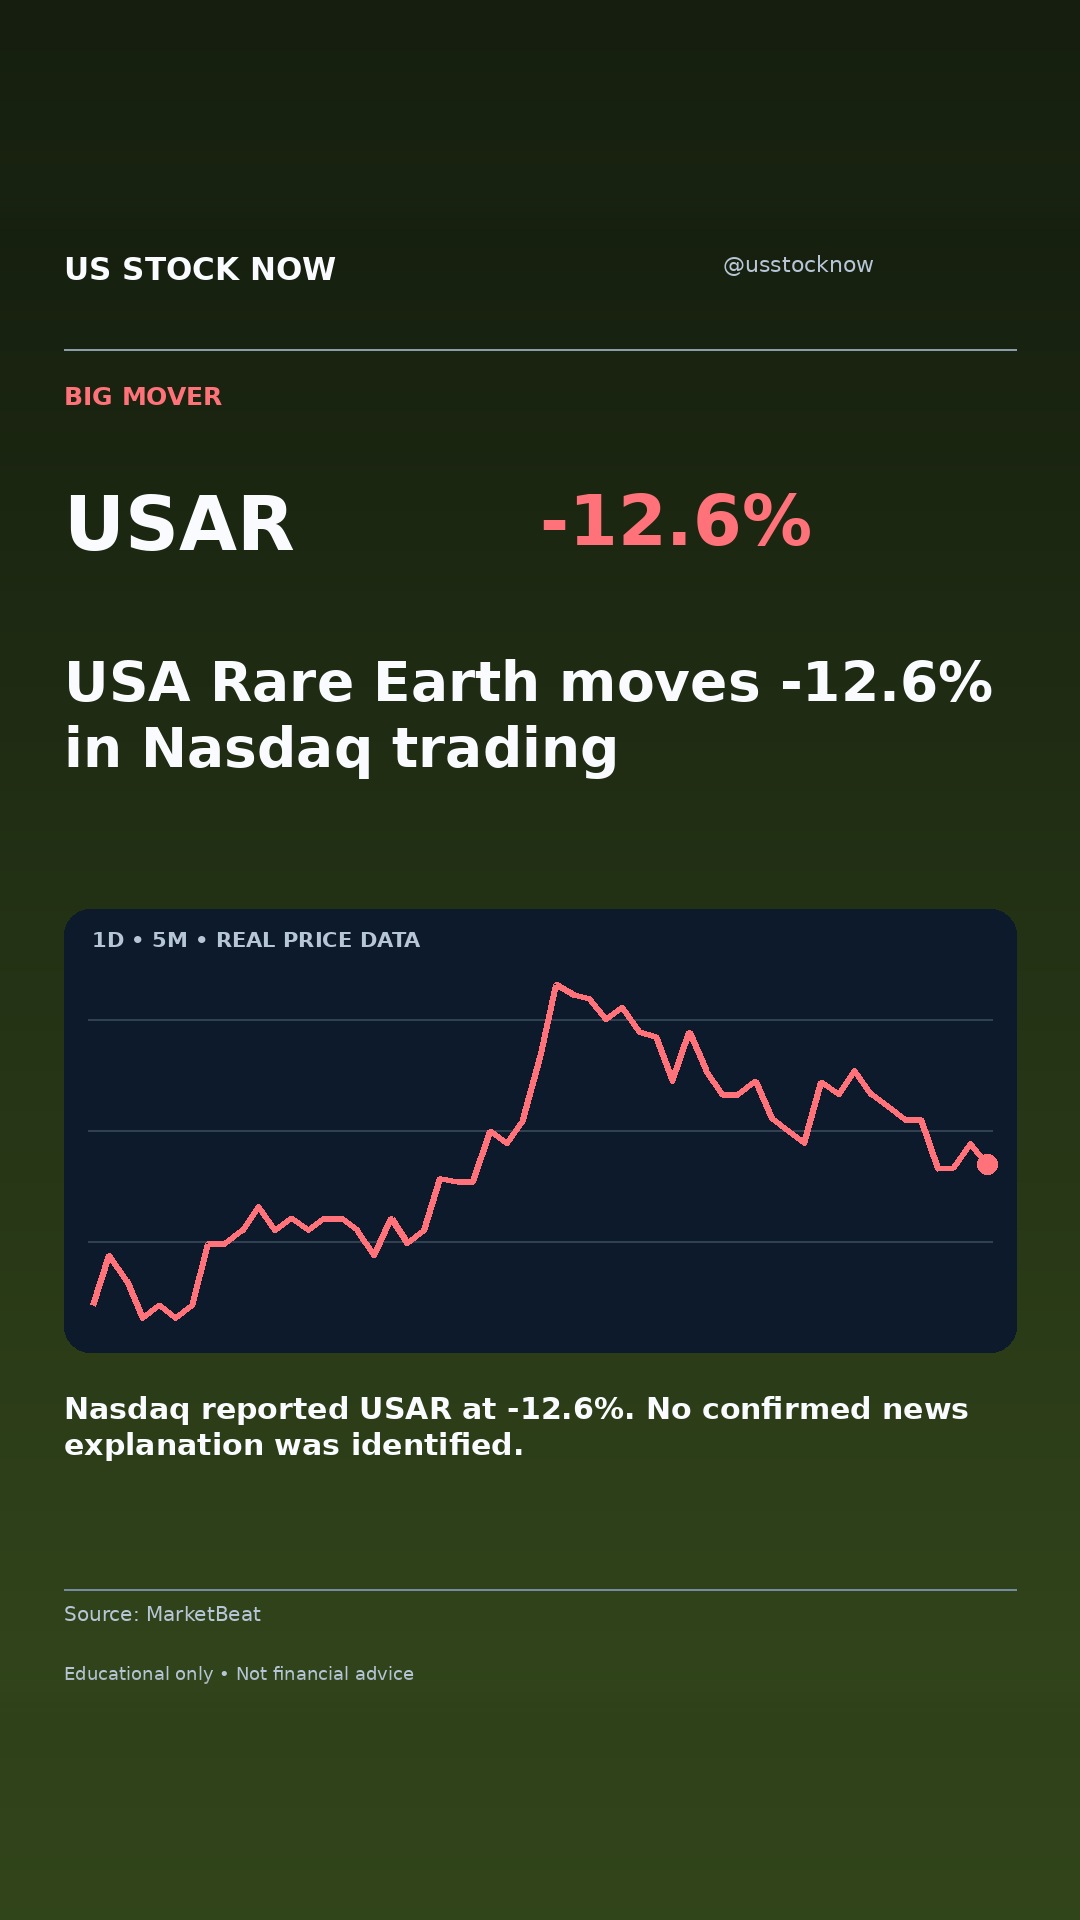 US STOCK NOW
@usstocknow
BIG MOVER
USAR
-12.6%
USA Rare Earth moves -12.6%
in Nasdaq trading
1D • 5M • REAL PRICE DATA
Nasdaq reported USAR at -12.6%. No confirmed news
explanation was identified.
Source: MarketBeat
Educational only • Not financial advice